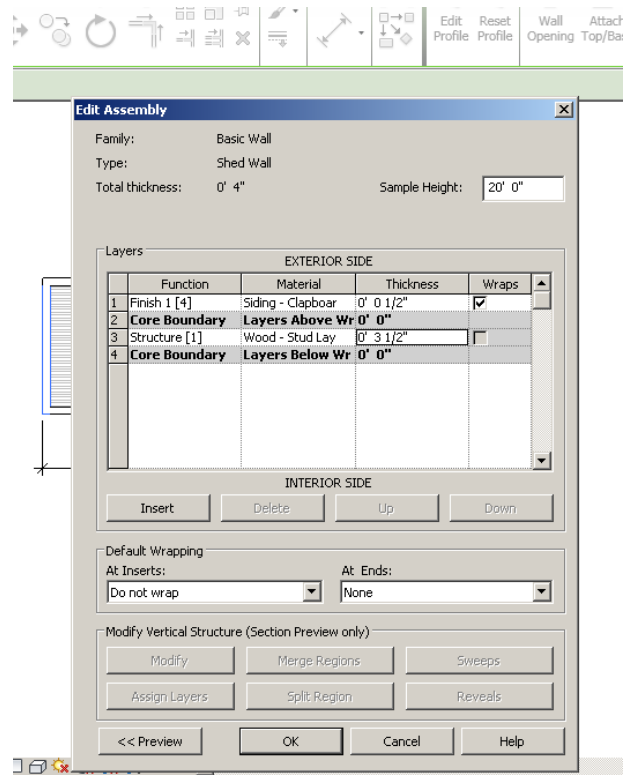 Edit Reset Wall Attach
Profile Profile Opening Top/Bas
Edit Assembly
Family: Basic Wall
Type: Shed Wall
Total thickness: 0' 4" Sample Height: 20' 0"
Layers
EXTERIOR SIDE
Function Material Thickness Wraps
1 Finish 1 [4] Siding - Clapboar 0' 0 1/2"
2 Core Boundary Layers Above Wr 0' 0"
3 Structure [1] Wood - Stud Lay 0' 3 1/2"
4 Core Boundary Layers Below Wr 0' 0"
INTERIOR SIDE
Insert Delete Up Down
Default Wrapping
At Inserts: At Ends:
Do not wrap None
Modify Vertical Structure (Section Preview only)
Modify Merge Regions Sweeps
Assign Layers Split Region Reveals
<< Preview OK Cancel Help